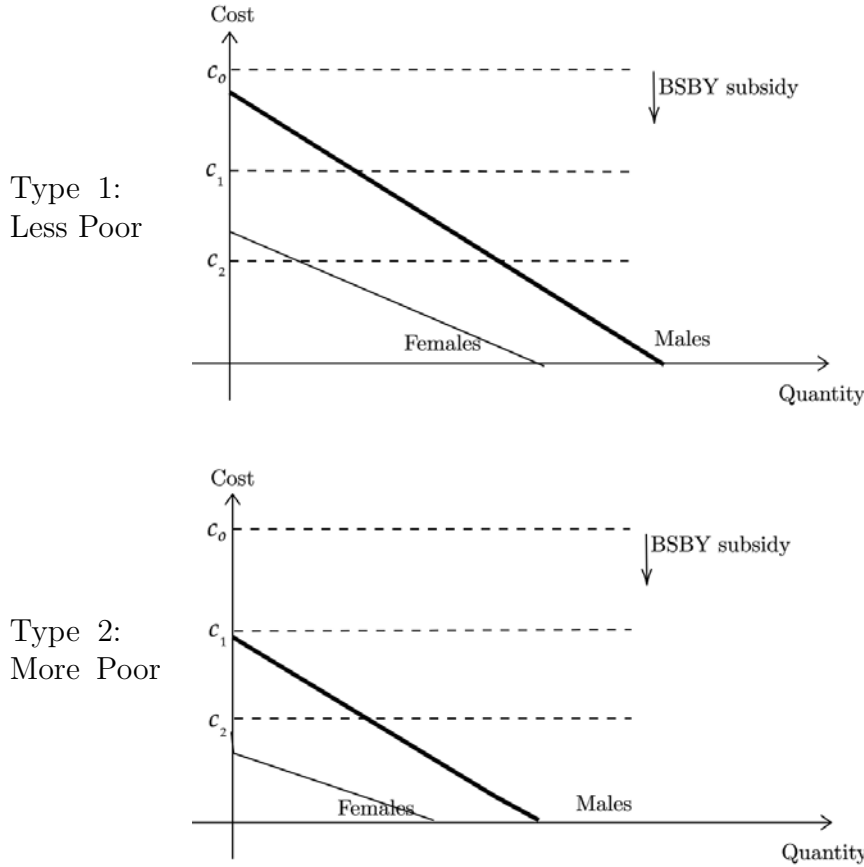 Cost
c₀
BSBY subsidy
c₁
Type 1:
Less Poor
c₂
Females
Males
Quantity
Cost
c₀
BSBY subsidy
c₁
Type 2:
More Poor
c₂
Females
Males
Quantity